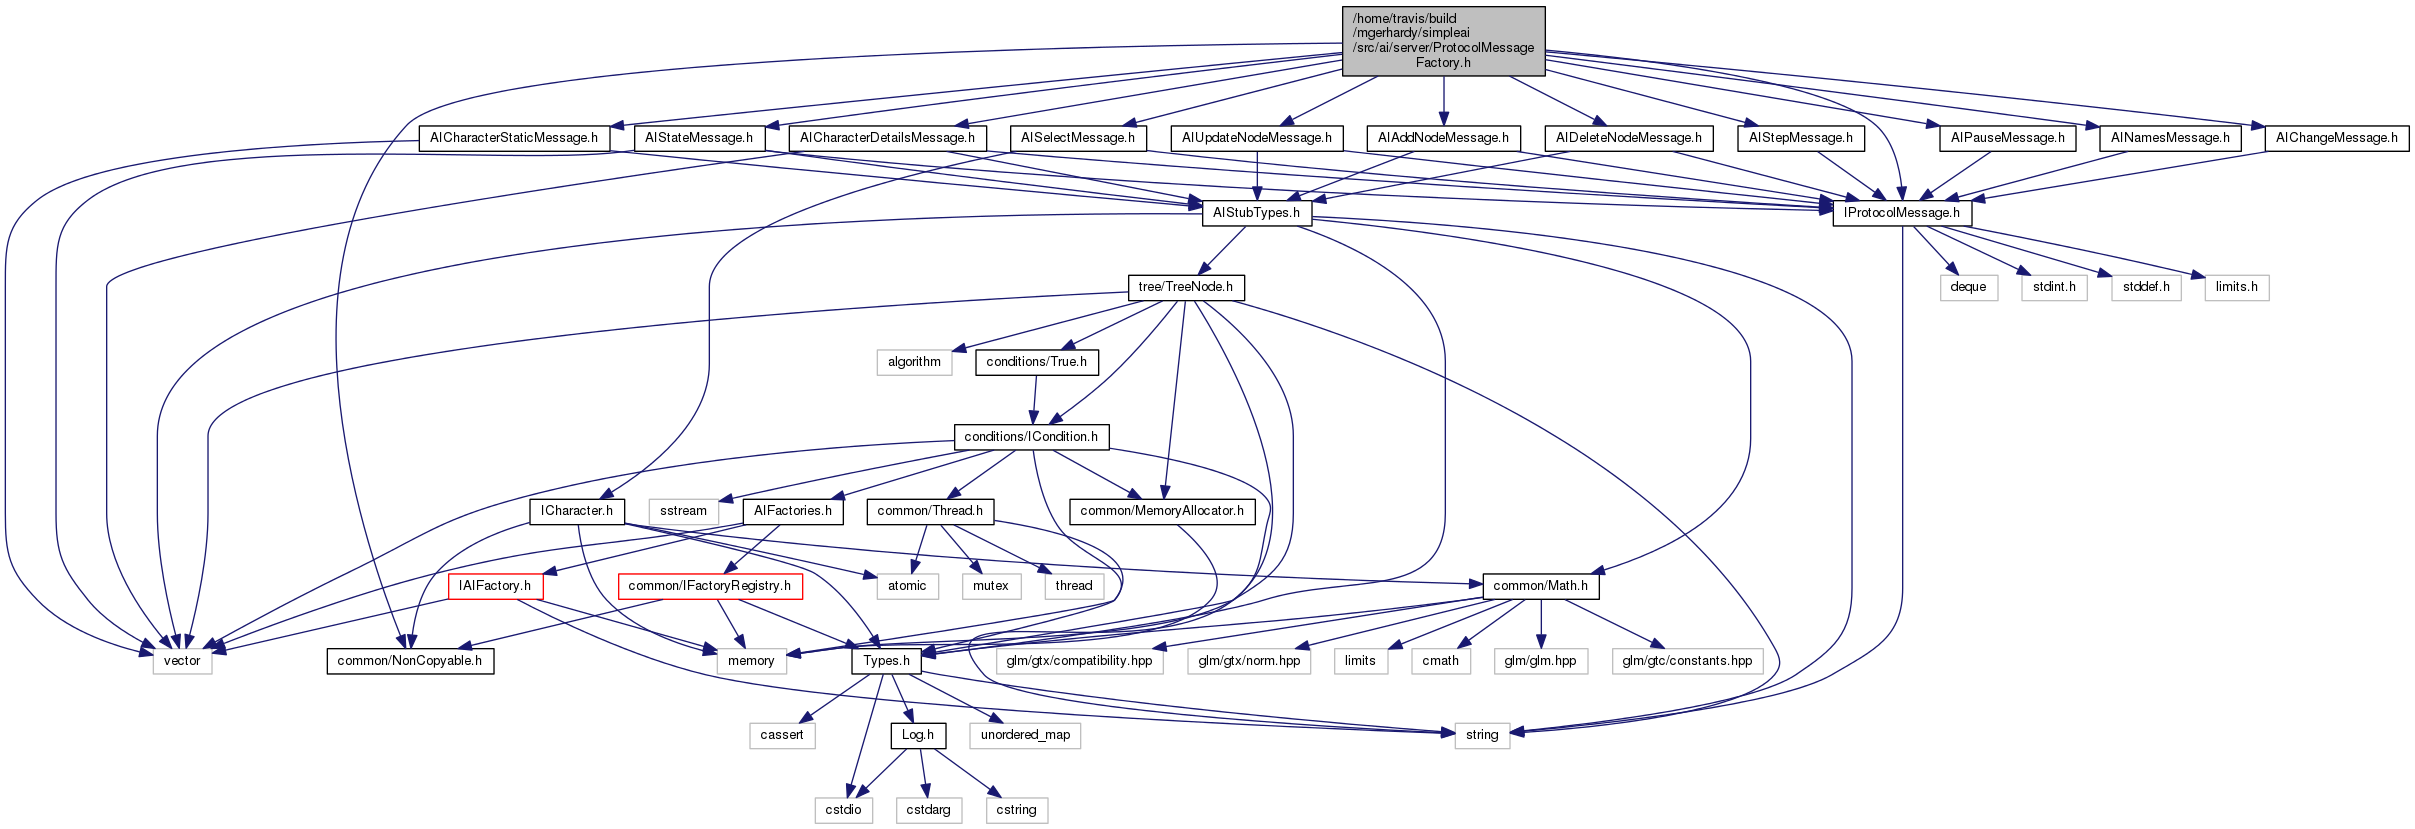 /home/travis/build
/mgerhardy/simpleai
/src/ai/server/ProtocolMessage
Factory.h
AICharacterStaticMessage.h
AIStateMessage.h
AICharacterDetailsMessage.h
AISelectMessage.h
AIUpdateNodeMessage.h
AIAddNodeMessage.h
AIDeleteNodeMessage.h
AIStepMessage.h
AIPauseMessage.h
AINamesMessage.h
AIChangeMessage.h
AIStubTypes.h
IProtocolMessage.h
tree/TreeNode.h
deque
stdint.h
stddef.h
limits.h
algorithm
conditions/True.h
conditions/ICondition.h
ICharacter.h
sstream
AIFactories.h
common/Thread.h
common/MemoryAllocator.h
IAIFactory.h
common/IFactoryRegistry.h
atomic
mutex
thread
common/Math.h
vector
common/NonCopyable.h
memory
Types.h
glm/gtx/compatibility.hpp
glm/gtx/norm.hpp
limits
cmath
glm/glm.hpp
glm/gtc/constants.hpp
cassert
Log.h
unordered_map
string
cstdio
cstdarg
cstring